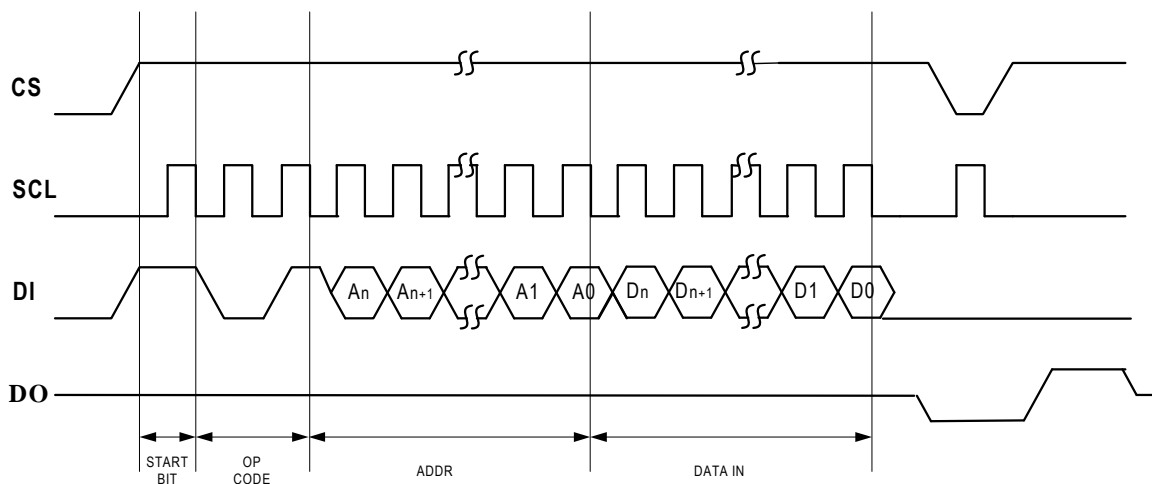 CS
SCL
DI
An
An+1
A1
A0
Dn
Dn+1
D1
D0
DO
START
BIT
OP
CODE
ADDR
DATA IN